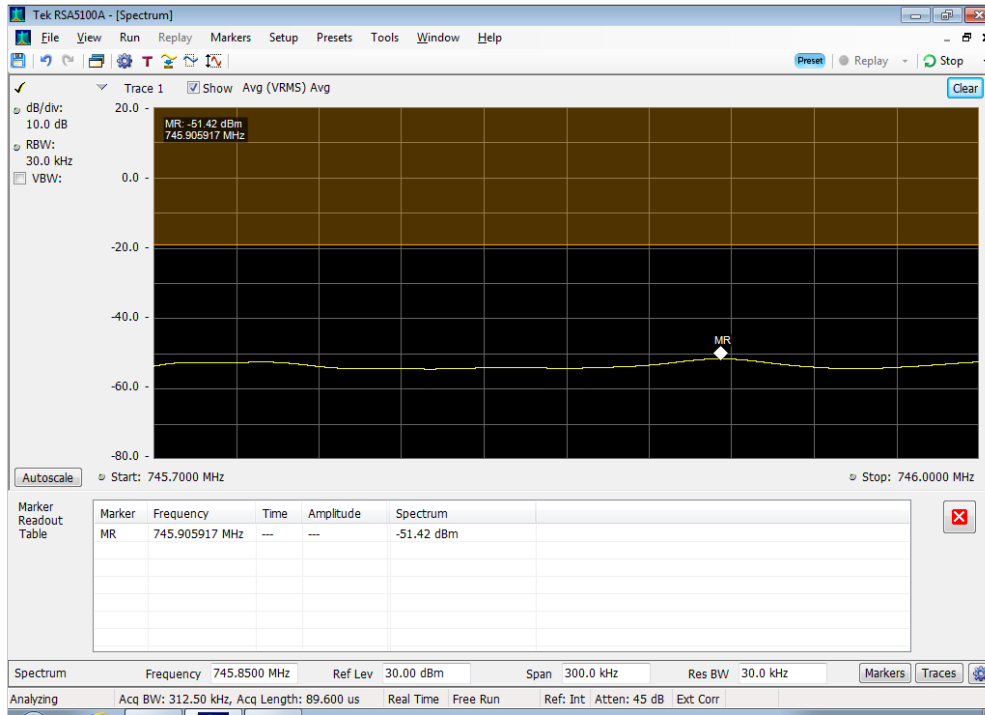 Tek RSA5100A - [Spectrum]
File View Run Replay Markers Setup Presets Tools Window Help
T Preset Replay Stop
Trace 1 Show Avg (VRMS) Avg Clear
dB/div:
10.0 dB
RBW:
30.0 kHz
VBW:
20.0
0.0
-20.0
-40.0
-60.0
-80.0
MR: -51.42 dBm
745.905917 MHz
MR
Autoscale Start: 745.7000 MHz Stop: 746.0000 MHz
Marker
Readout
Table
Marker Frequency Time Amplitude Spectrum
MR 745.905917 MHz --- --- -51.42 dBm
Spectrum Frequency 745.8500 MHz Ref Lev 30.00 dBm Span 300.0 kHz Res BW 30.0 kHz Markers Traces
Analyzing Acq BW: 312.50 kHz, Acq Length: 89.600 us Real Time Free Run Ref: Int Atten: 45 dB Ext Corr